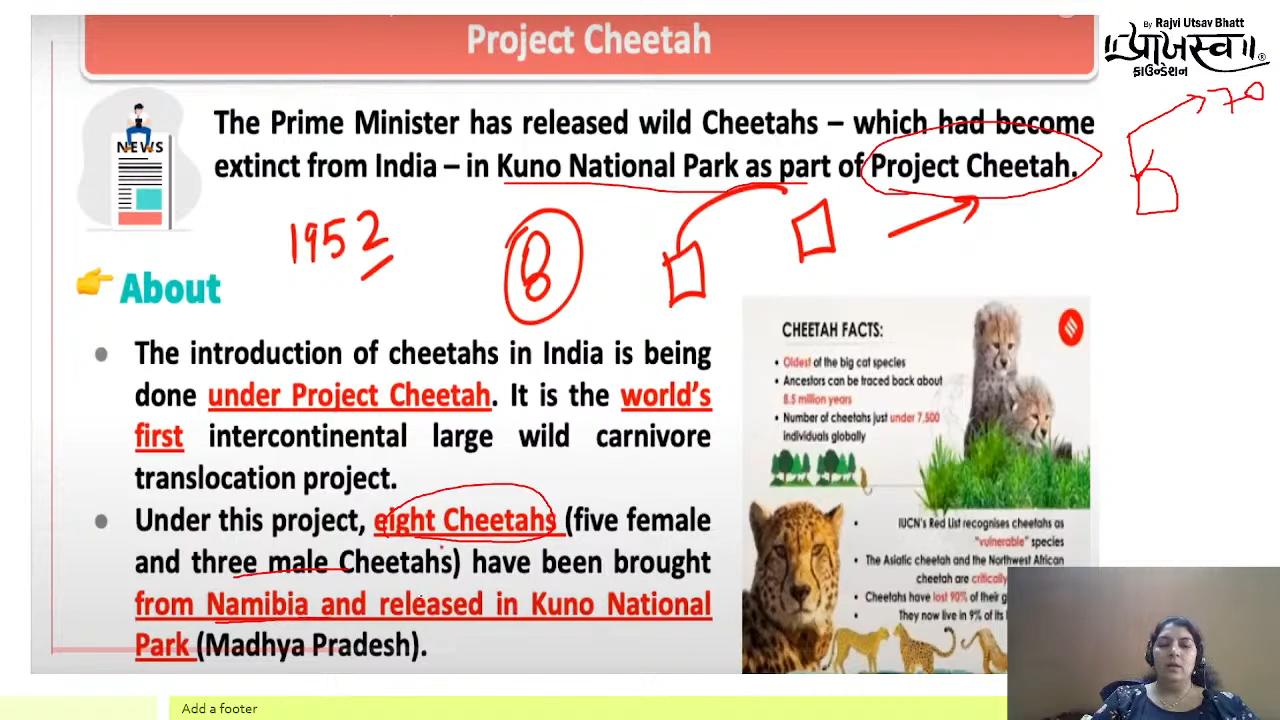 Project Cheetah
By Rajvi Utsav Bhatt
॥प्राजस्व॥
ફાઉન્ડેશન
NEWS
The Prime Minister has released wild Cheetahs – which had become
extinct from India – in Kuno National Park as part of Project Cheetah.
70
1952
8
👉 About
• The introduction of cheetahs in India is being
done under Project Cheetah. It is the world's
first intercontinental large wild carnivore
translocation project.
• Under this project, eight Cheetahs (five female
and three male Cheetahs) have been brought
from Namibia and released in Kuno National
Park (Madhya Pradesh).
CHEETAH FACTS:
• Oldest of the big cat species
• Ancestors can be traced back about
8.5 million years
• Number of cheetahs just under 7,500
individuals globally
• IUCN's Red List recognises cheetahs as
"vulnerable" species
• The Asiatic cheetah and the Northwest African
cheetah are critically
• Cheetahs have lost 90% of their
They now live in 9% of its
Add a footer